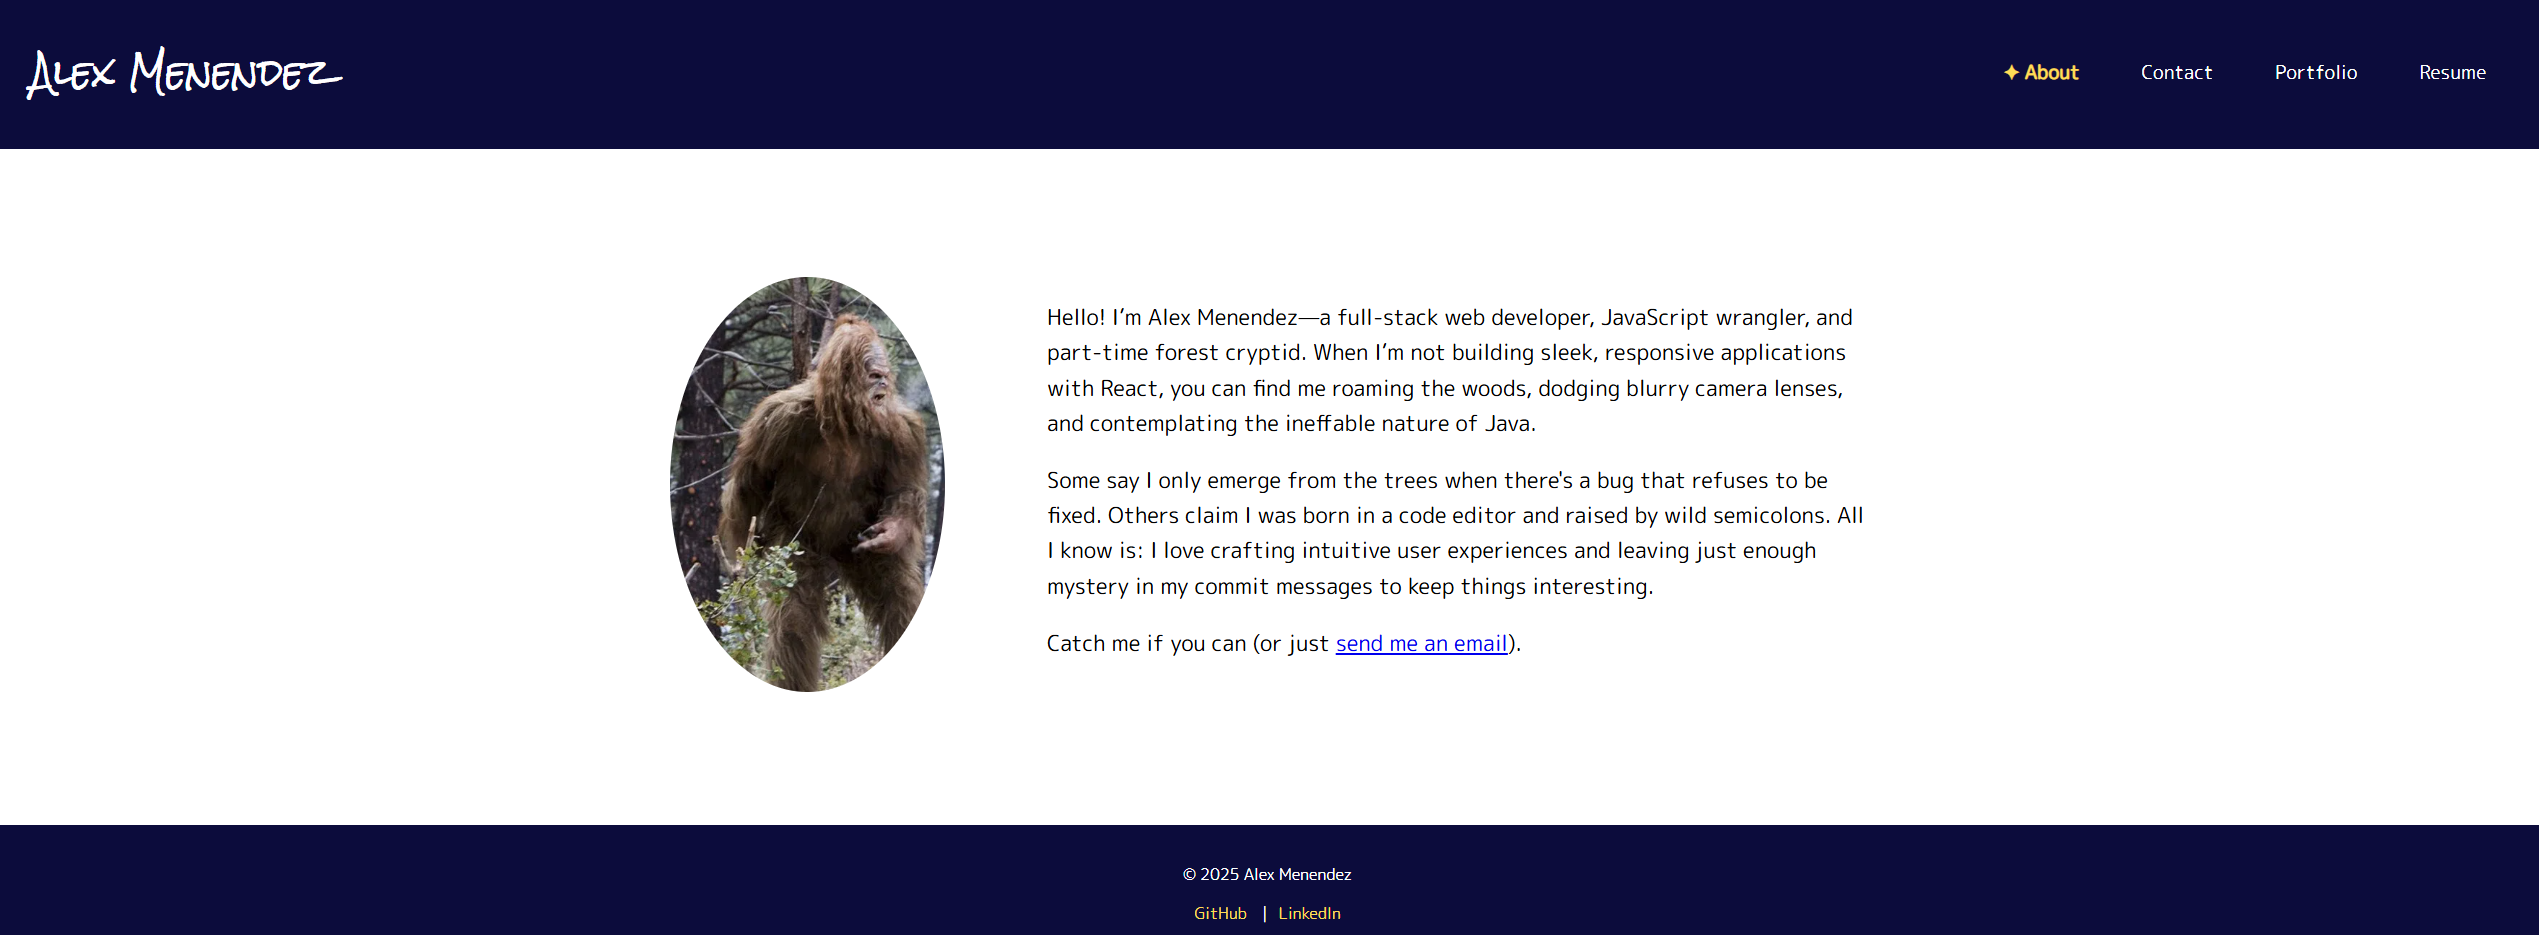 Alex Menendez
✦ About Contact Portfolio Resume
Hello! I’m Alex Menendez—a full-stack web developer, JavaScript wrangler, and
part-time forest cryptid. When I’m not building sleek, responsive applications
with React, you can find me roaming the woods, dodging blurry camera lenses,
and contemplating the ineffable nature of Java.
Some say I only emerge from the trees when there's a bug that refuses to be
fixed. Others claim I was born in a code editor and raised by wild semicolons. All
I know is: I love crafting intuitive user experiences and leaving just enough
mystery in my commit messages to keep things interesting.
Catch me if you can (or just send me an email).
© 2025 Alex Menendez
GitHub | LinkedIn